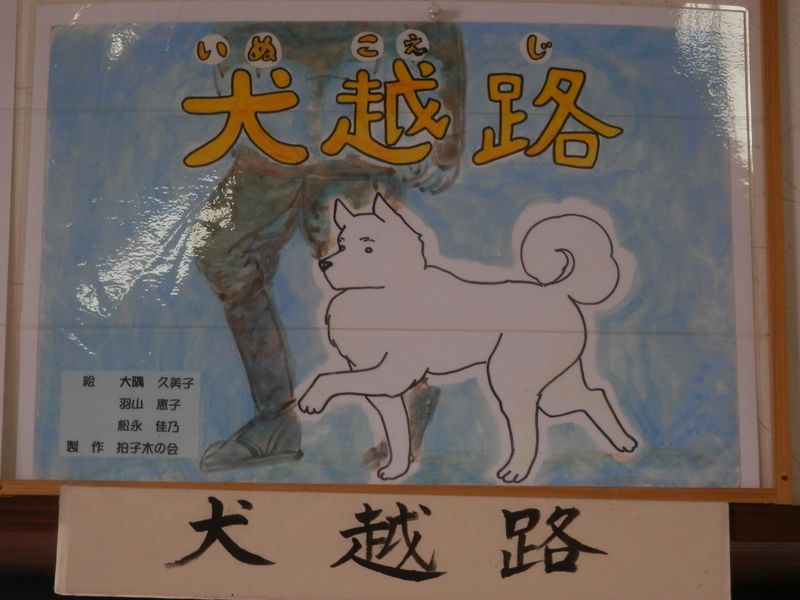 いぬ こえ じ
犬越路
絵 大隅 久美子
羽山 恵子
松永 佳乃
製作 拍子木の会
犬越路